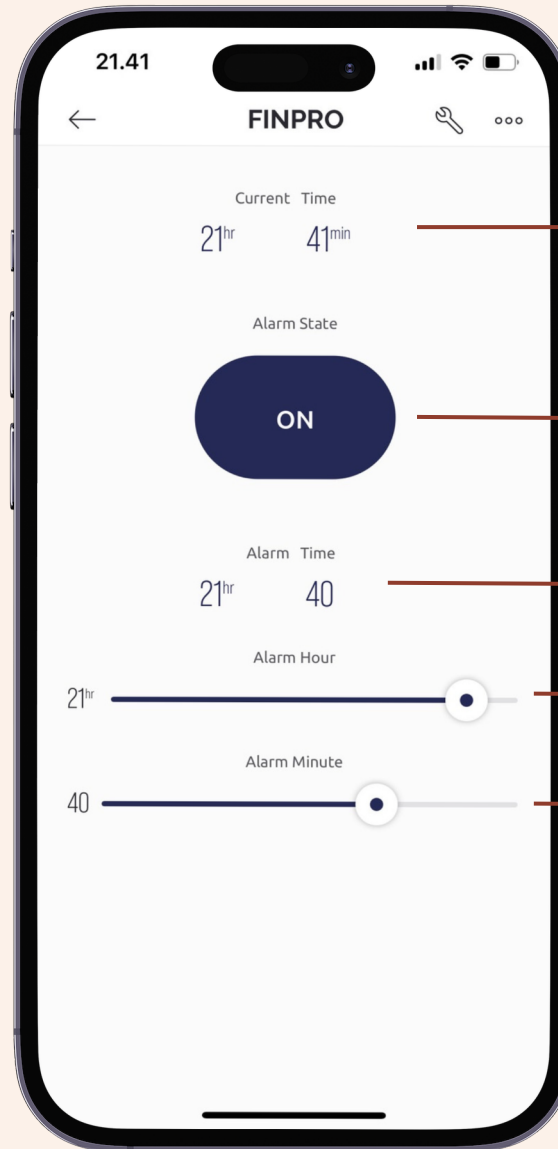 21.41
FINPRO
Current Time
21hr 41min
Alarm State
ON
Alarm Time
21hr 40
Alarm Hour
21hr
Alarm Minute
40